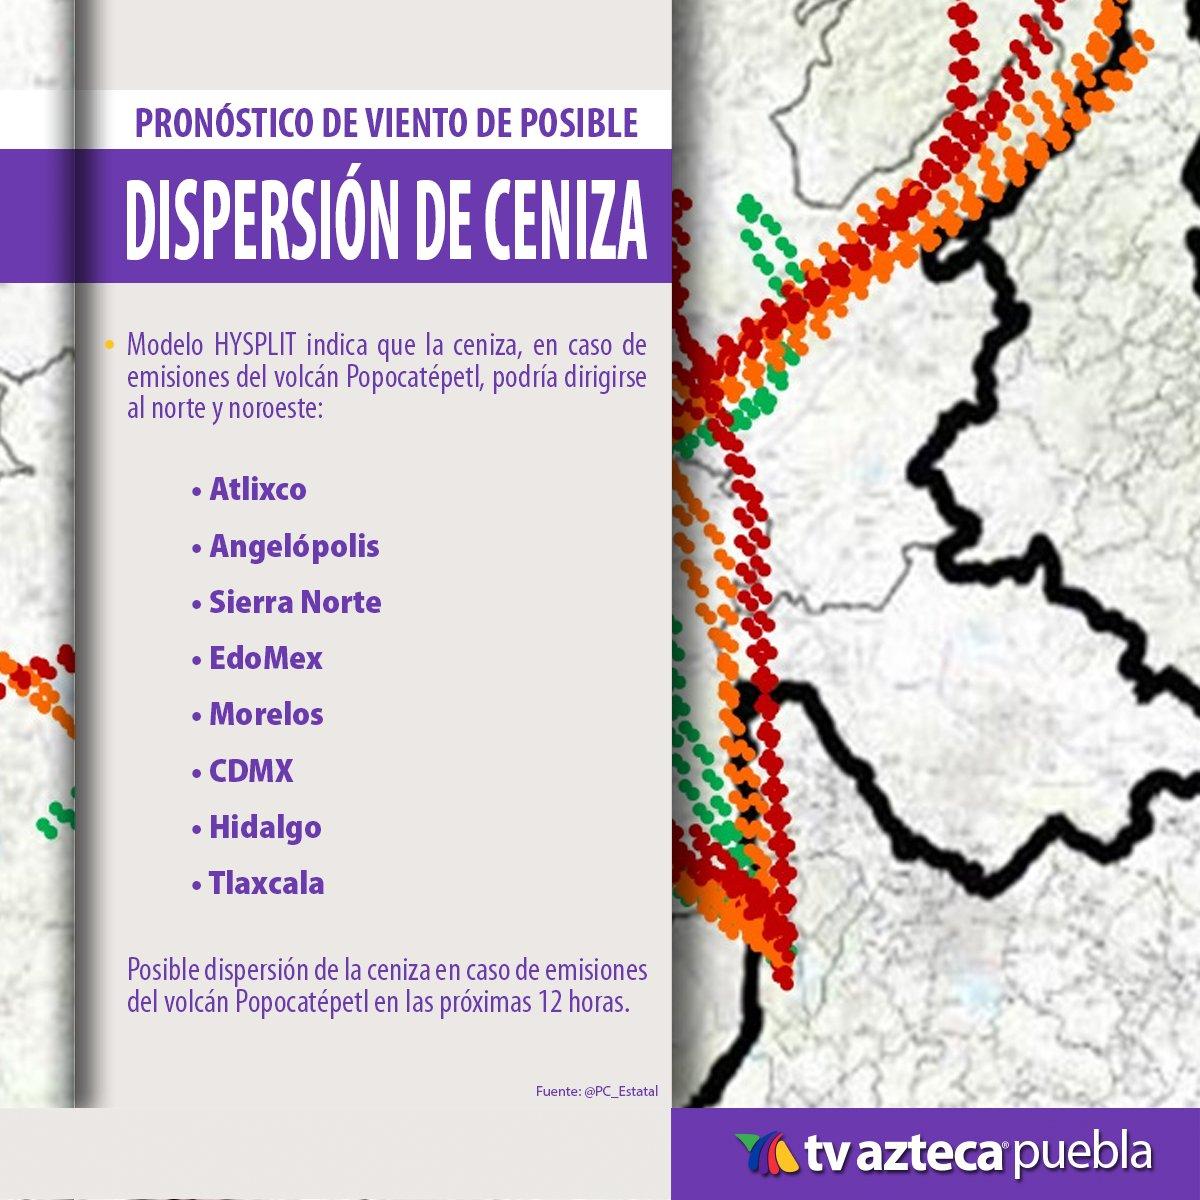 PRONÓSTICO DE VIENTO DE POSIBLE
DISPERSIÓN DE CENIZA
• Modelo HYSPLIT indica que la ceniza, en caso de
emisiones del volcán Popocatépetl, podría dirigirse
al norte y noroeste:
• Atlixco
• Angelópolis
• Sierra Norte
• EdoMex
• Morelos
• CDMX
• Hidalgo
• Tlaxcala
Posible dispersión de la ceniza en caso de emisiones
del volcán Popocatépetl en las próximas 12 horas.
Fuente: @PC_Estatal
tv azteca® puebla